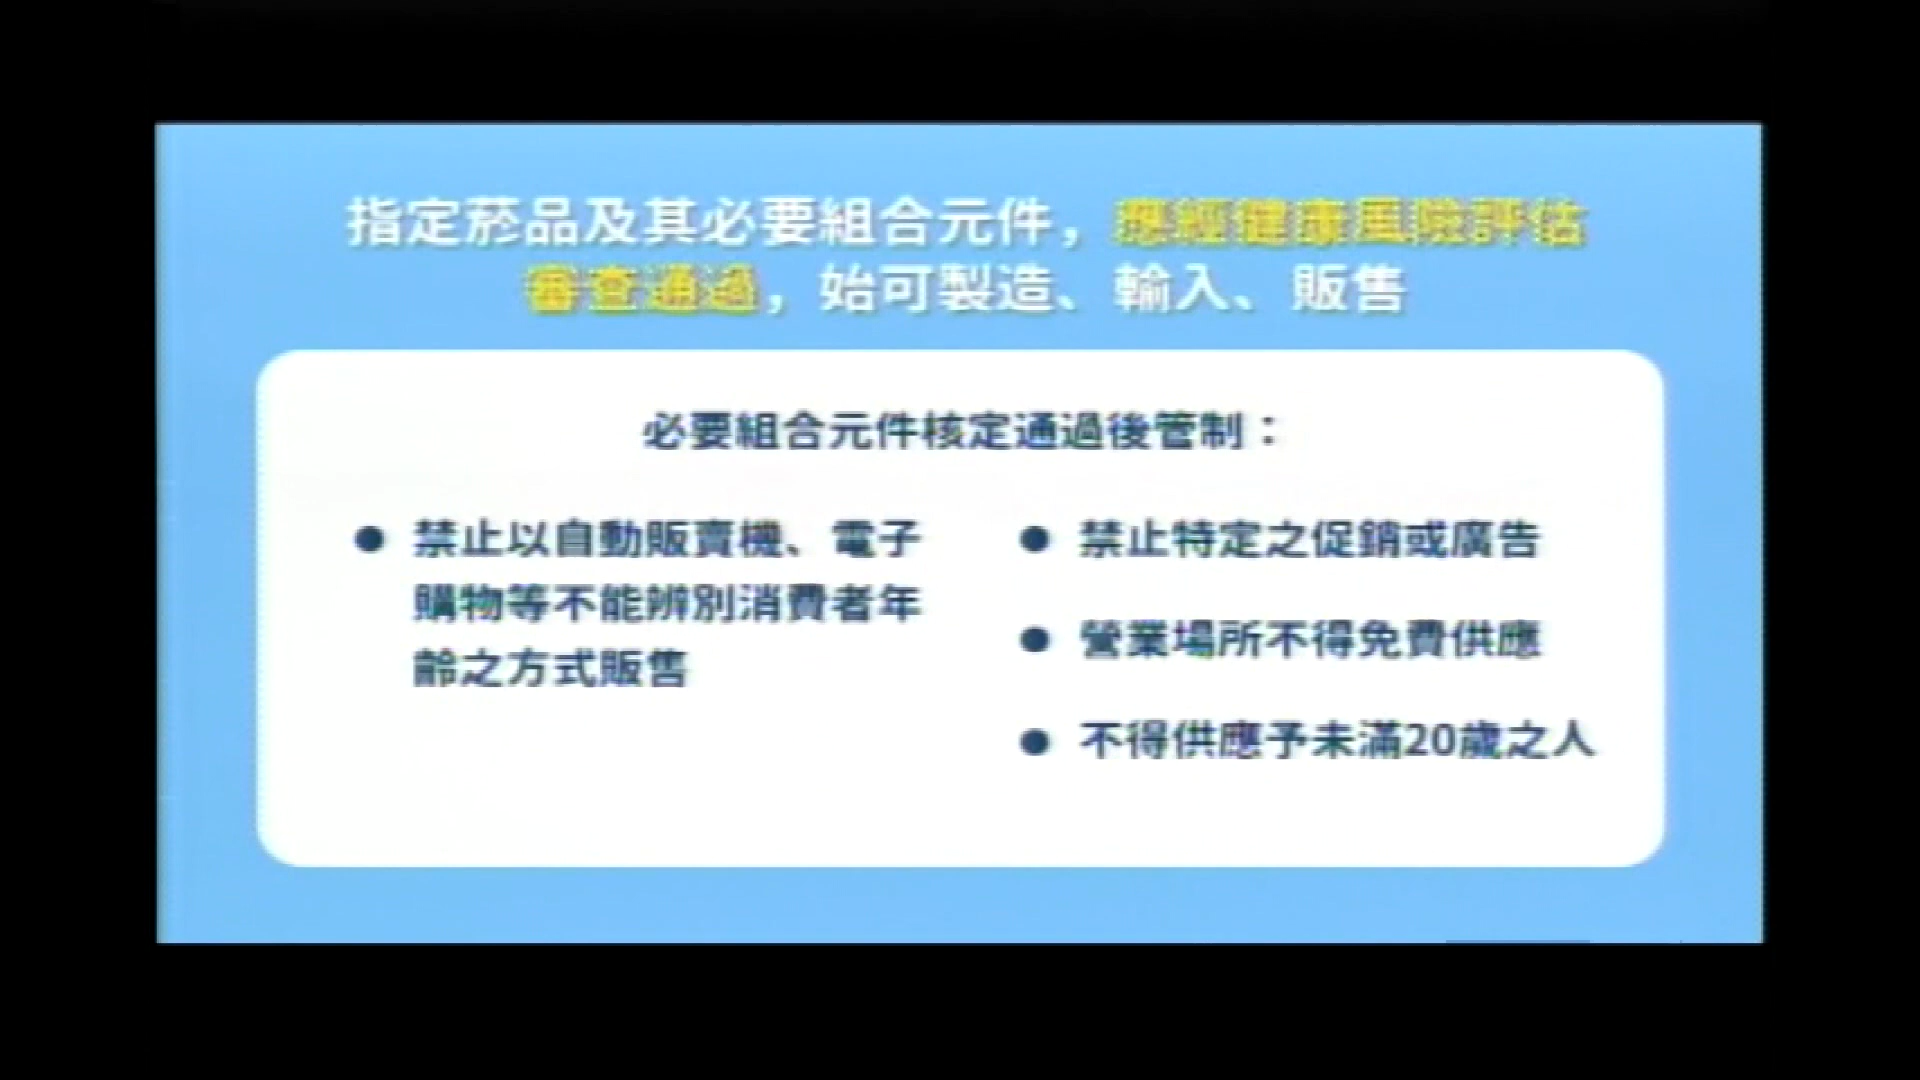 指定菸品及其必要組合元件，應經健康風險評估
審查通過，始可製造、輸入、販售
必要組合元件核定通過後管制：
● 禁止以自動販賣機、電子
購物等不能辨別消費者年
齡之方式販售
● 禁止特定之促銷或廣告
● 營業場所不得免費供應
● 不得供應予未滿20歲之人